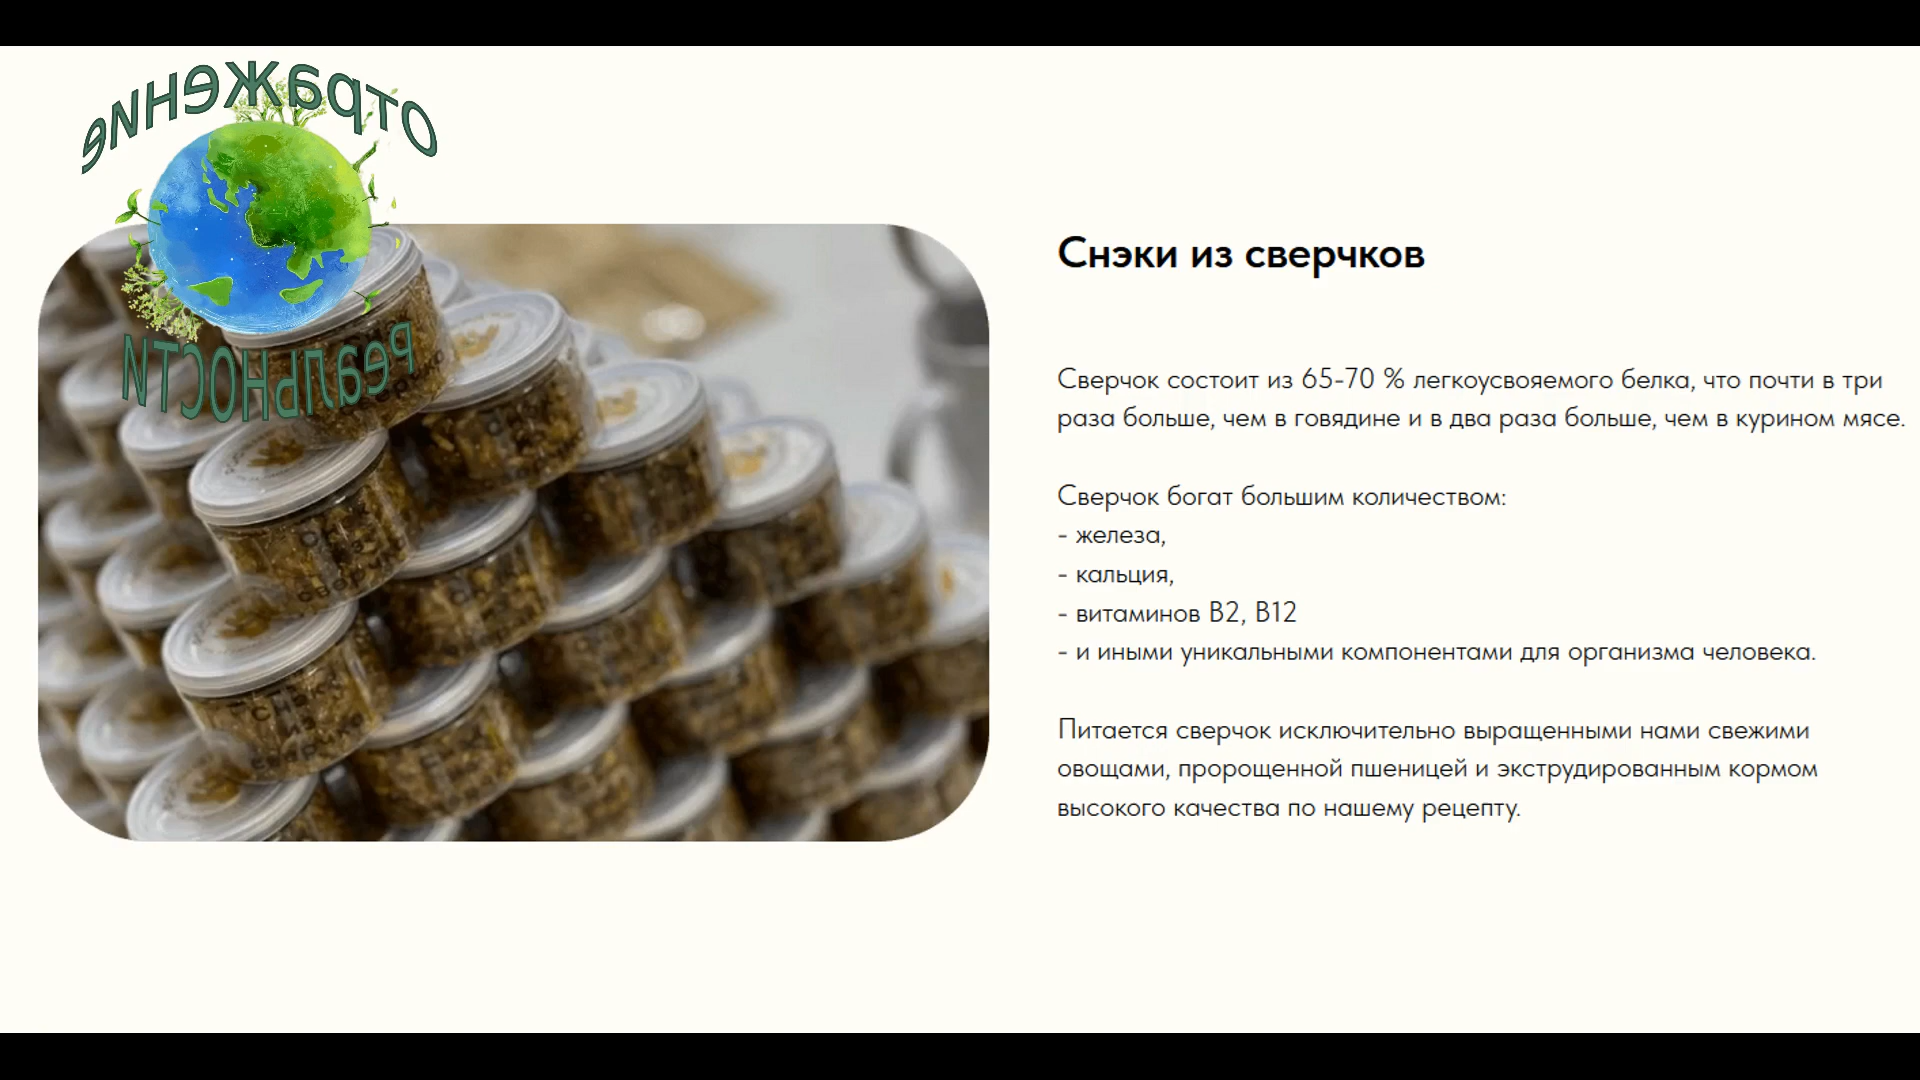 Отражение
Реальности
Снэки из сверчков
Сверчок состоит из 65-70 % легкоусвояемого белка, что почти в три
раза больше, чем в говядине и в два раза больше, чем в курином мясе.
Сверчок богат большим количеством:
- железа,
- кальция,
- витаминов B2, B12
- и иными уникальными компонентами для организма человека.
Питается сверчок исключительно выращенными нами свежими
овощами, пророщенной пшеницей и экструдированным кормом
высокого качества по нашему рецепту.